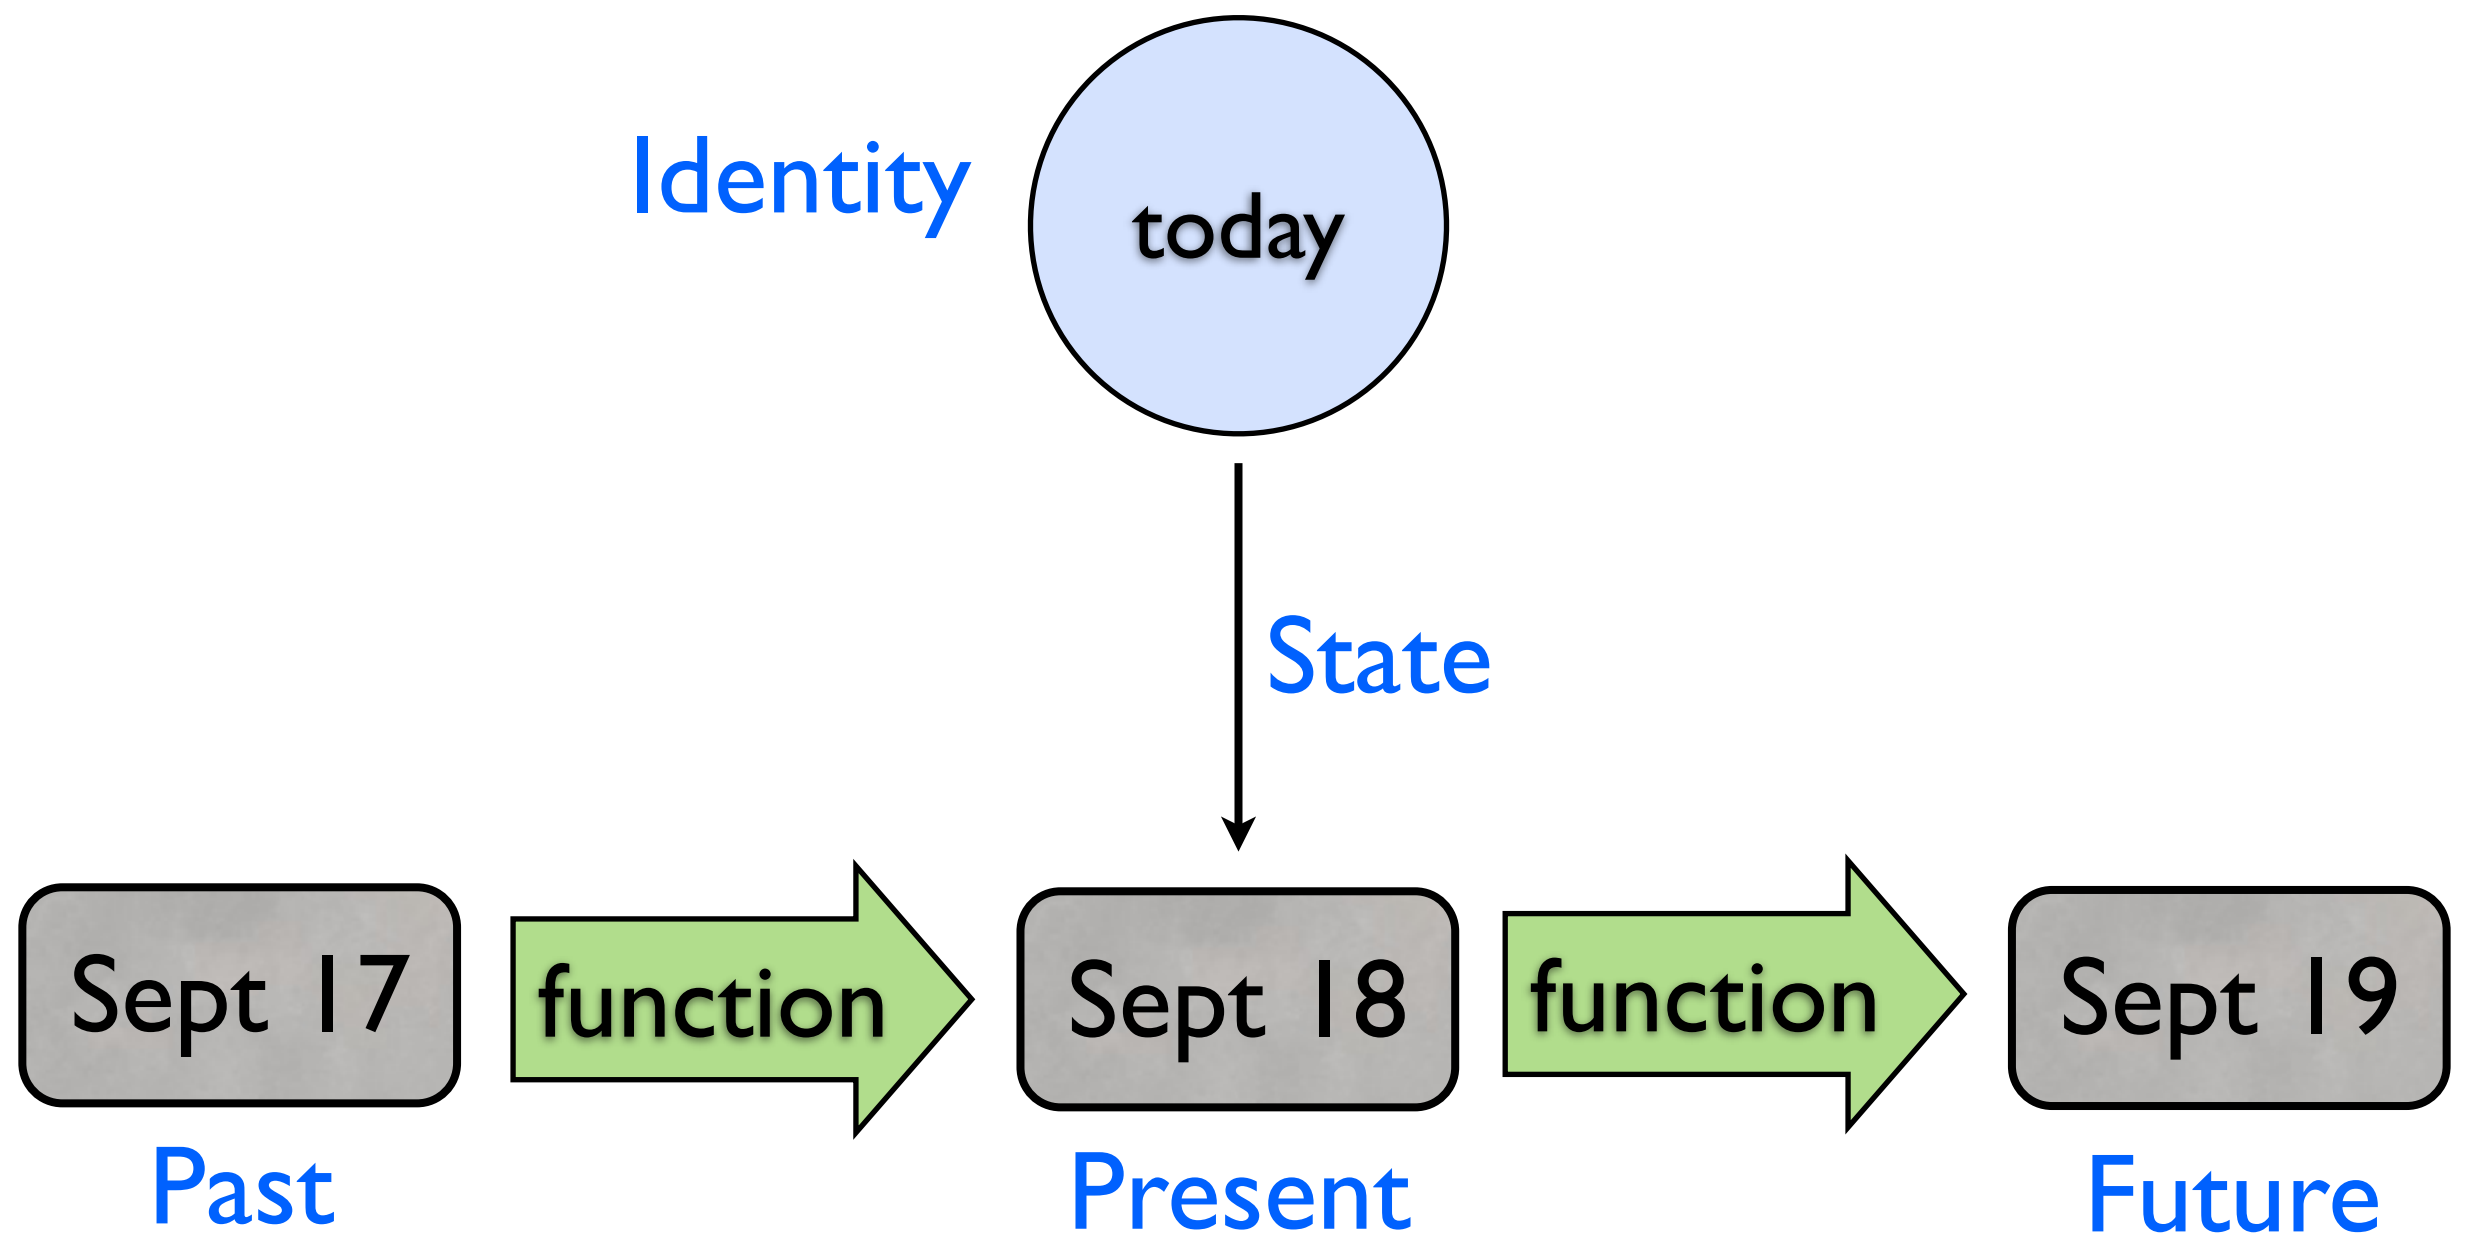 Identity
today
State
Sept 17
function
Sept 18
function
Sept 19
Past
Present
Future